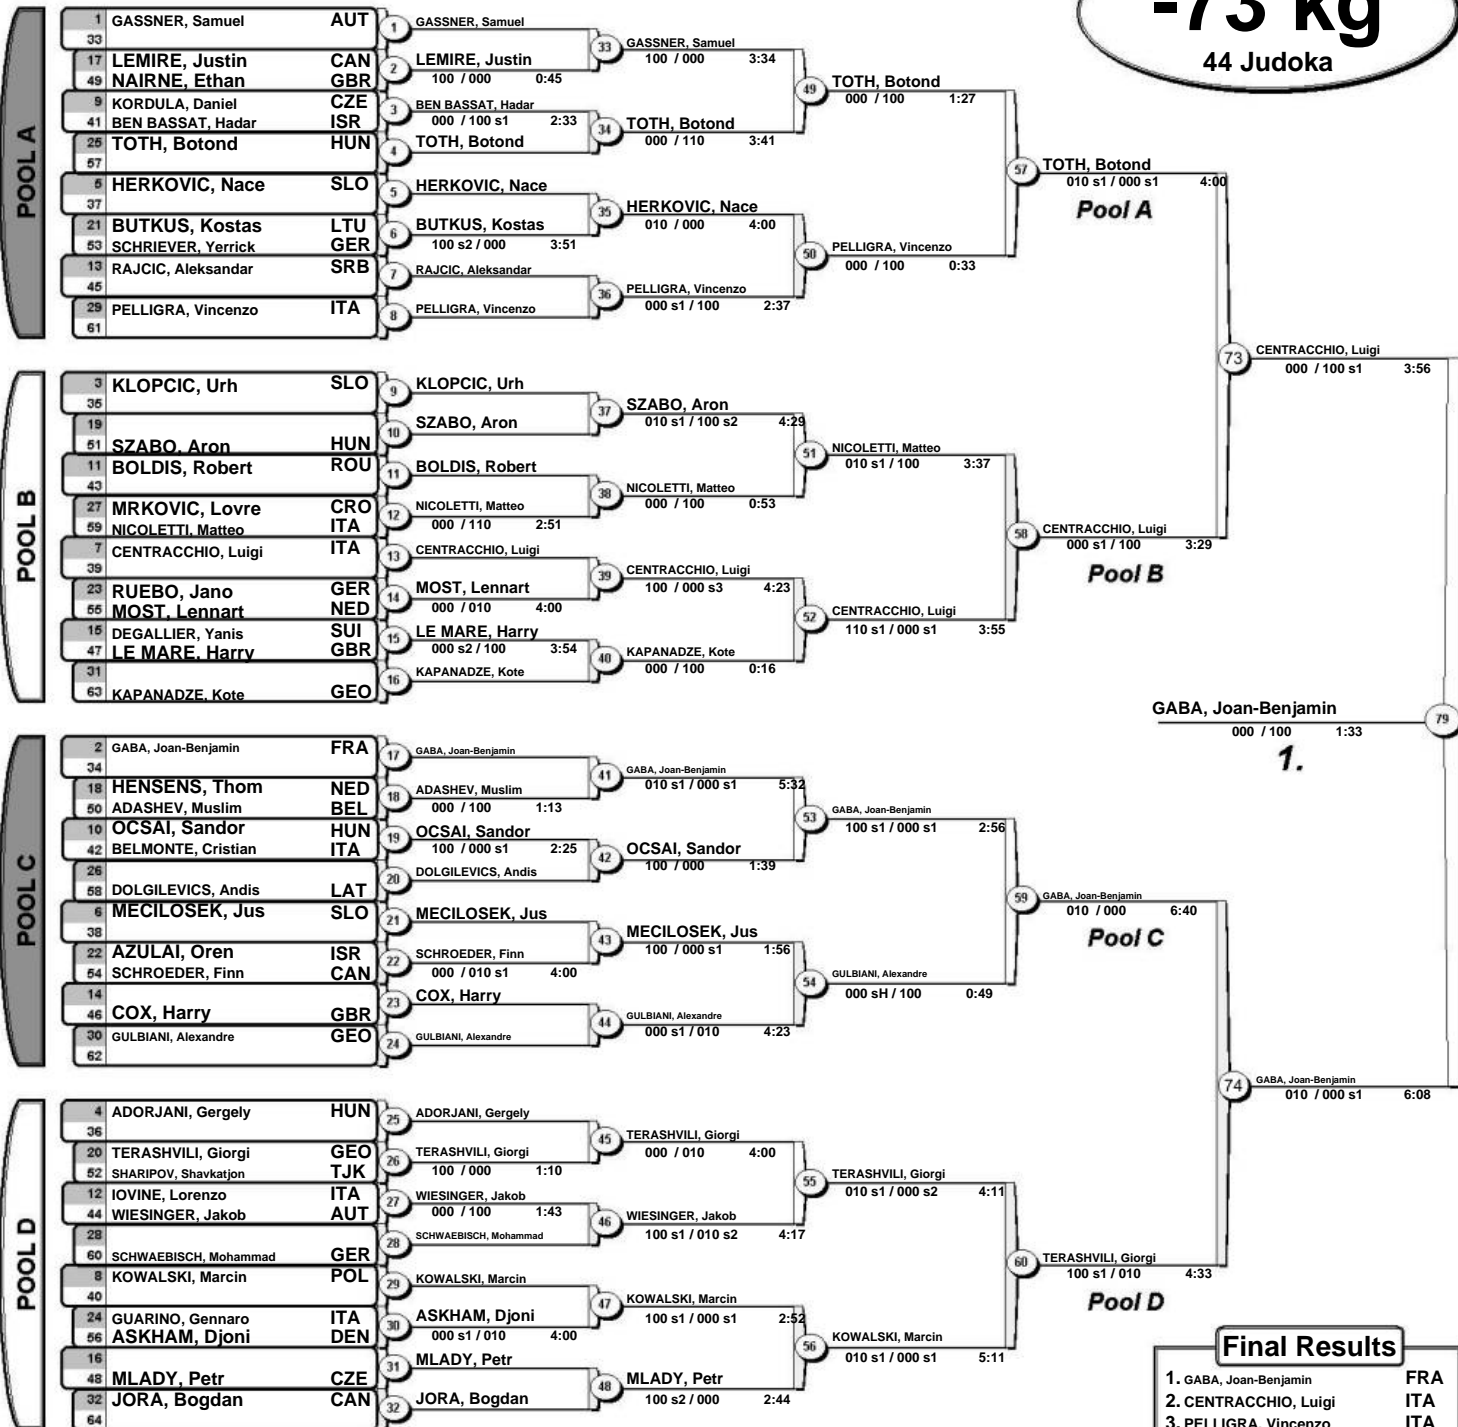 -73 kg
44 Judoka
POOL A
1 GASSNER, Samuel AUT
33
17 LEMIRE, Justin CAN
49 NAIRNE, Ethan GBR
9 KORDULA, Daniel CZE
41 BEN BASSAT, Hadar ISR
25 TOTH, Botond HUN
57
5 HERKOVIC, Nace SLO
37
21 BUTKUS, Kostas LTU
53 SCHRIEVER, Yerrick GER
13 RAJCIC, Aleksandar SRB
45
29 PELLIGRA, Vincenzo ITA
61
1 GASSNER, Samuel
2 LEMIRE, Justin
100 / 000 0:45
3 BEN BASSAT, Hadar
000 / 100 s1 2:33
4 TOTH, Botond
5 HERKOVIC, Nace
6 BUTKUS, Kostas
100 s2 / 000 3:51
7 RAJCIC, Aleksandar
8 PELLIGRA, Vincenzo
33 GASSNER, Samuel
100 / 000 3:34
34 TOTH, Botond
000 / 110 3:41
35 HERKOVIC, Nace
010 / 000 4:00
36 PELLIGRA, Vincenzo
000 s1 / 100 2:37
49 TOTH, Botond
000 / 100 1:27
50 PELLIGRA, Vincenzo
000 / 100 0:33
57 TOTH, Botond
010 s1 / 000 s1 4:00
Pool A
POOL B
3 KLOPCIC, Urh SLO
35
19
51 SZABO, Aron HUN
11 BOLDIS, Robert ROU
43
27 MRKOVIC, Lovre CRO
59 NICOLETTI, Matteo ITA
7 CENTRACCHIO, Luigi ITA
39
23 RUEBO, Jano GER
55 MOST, Lennart NED
15 DEGALLIER, Yanis SUI
47 LE MARE, Harry GBR
31
63 KAPANADZE, Kote GEO
9 KLOPCIC, Urh
10 SZABO, Aron
11 BOLDIS, Robert
12 NICOLETTI, Matteo
000 / 110 2:51
13 CENTRACCHIO, Luigi
14 MOST, Lennart
000 / 010 4:00
15 LE MARE, Harry
000 s2 / 100 3:54
16 KAPANADZE, Kote
37 SZABO, Aron
010 s1 / 100 s2 4:29
38 NICOLETTI, Matteo
000 / 100 0:53
39 CENTRACCHIO, Luigi
100 / 000 s3 4:23
40 KAPANADZE, Kote
000 / 100 0:16
51 NICOLETTI, Matteo
010 s1 / 100 3:37
52 CENTRACCHIO, Luigi
110 s1 / 000 s1 3:55
58 CENTRACCHIO, Luigi
000 s1 / 100 3:29
Pool B
73 CENTRACCHIO, Luigi
000 / 100 s1 3:56
GABA, Joan-Benjamin 79
000 / 100 1:33
1.
POOL C
2 GABA, Joan-Benjamin FRA
34
18 HENSENS, Thom NED
50 ADASHEV, Muslim BEL
10 OCSAI, Sandor HUN
42 BELMONTE, Cristian ITA
26
58 DOLGILEVICS, Andis LAT
6 MECILOSEK, Jus SLO
38
22 AZULAI, Oren ISR
54 SCHROEDER, Finn CAN
14
46 COX, Harry GBR
30 GULBIANI, Alexandre GEO
62
17 GABA, Joan-Benjamin
18 ADASHEV, Muslim
000 / 100 1:13
19 OCSAI, Sandor
100 / 000 s1 2:25
20 DOLGILEVICS, Andis
21 MECILOSEK, Jus
22 SCHROEDER, Finn
000 / 010 s1 4:00
23 COX, Harry
24 GULBIANI, Alexandre
41 GABA, Joan-Benjamin
010 s1 / 000 s1 5:32
42 OCSAI, Sandor
100 / 000 1:39
43 MECILOSEK, Jus
100 / 000 s1 1:56
44 GULBIANI, Alexandre
000 s1 / 010 4:23
53 GABA, Joan-Benjamin
100 s1 / 000 s1 2:56
54 GULBIANI, Alexandre
000 sH / 100 0:49
59 GABA, Joan-Benjamin
010 / 000 6:40
Pool C
74 GABA, Joan-Benjamin
010 / 000 s1 6:08
POOL D
4 ADORJANI, Gergely HUN
36
20 TERASHVILI, Giorgi GEO
52 SHARIPOV, Shavkatjon TJK
12 IOVINE, Lorenzo ITA
44 WIESINGER, Jakob AUT
28
60 SCHWAEBISCH, Mohammad GER
8 KOWALSKI, Marcin POL
40
24 GUARINO, Gennaro ITA
56 ASKHAM, Djoni DEN
16
48 MLADY, Petr CZE
32 JORA, Bogdan CAN
64
25 ADORJANI, Gergely
26 TERASHVILI, Giorgi
100 / 000 1:10
27 WIESINGER, Jakob
000 / 100 1:43
28 SCHWAEBISCH, Mohammad
29 KOWALSKI, Marcin
30 ASKHAM, Djoni
000 s1 / 010 4:00
31 MLADY, Petr
32 JORA, Bogdan
45 TERASHVILI, Giorgi
000 / 010 4:00
46 WIESINGER, Jakob
100 s1 / 010 s2 4:17
47 KOWALSKI, Marcin
100 s1 / 000 s1 2:52
48 MLADY, Petr
100 s2 / 000 2:44
55 TERASHVILI, Giorgi
010 s1 / 000 s2 4:11
56 KOWALSKI, Marcin
010 s1 / 000 s1 5:11
60 TERASHVILI, Giorgi
100 s1 / 010 4:33
Pool D
Final Results
1. GABA, Joan-Benjamin FRA
2. CENTRACCHIO, Luigi ITA
3. PELLIGRA, Vincenzo ITA